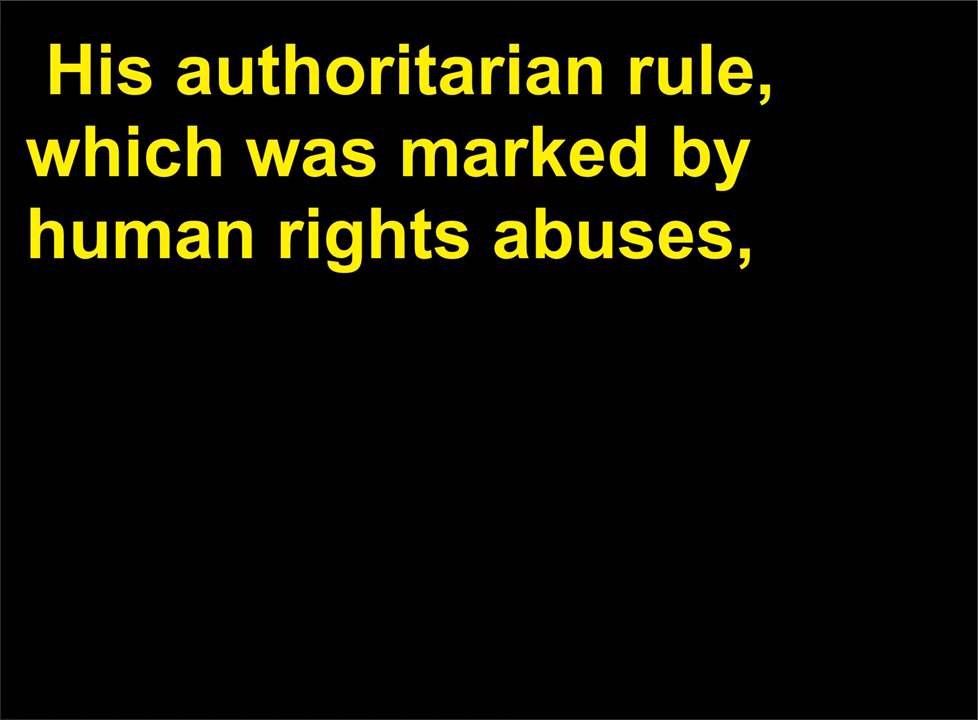 His authoritarian rule,
which was marked by
human rights abuses,